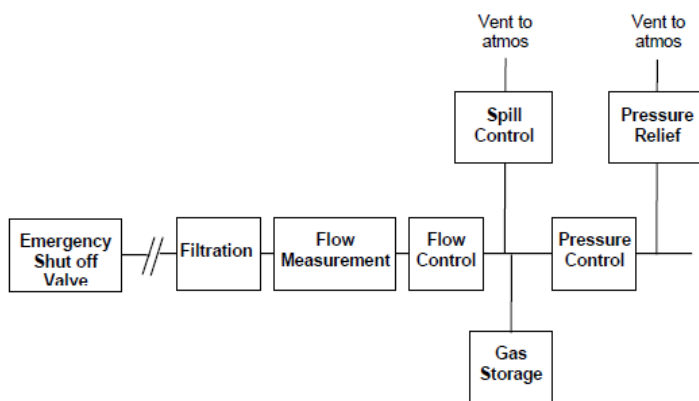 Vent to
atmos
Vent to
atmos
Spill
Control
Pressure
Relief
Emergency
Shut off
Valve
Filtration
Flow
Measurement
Flow
Control
Pressure
Control
Gas
Storage